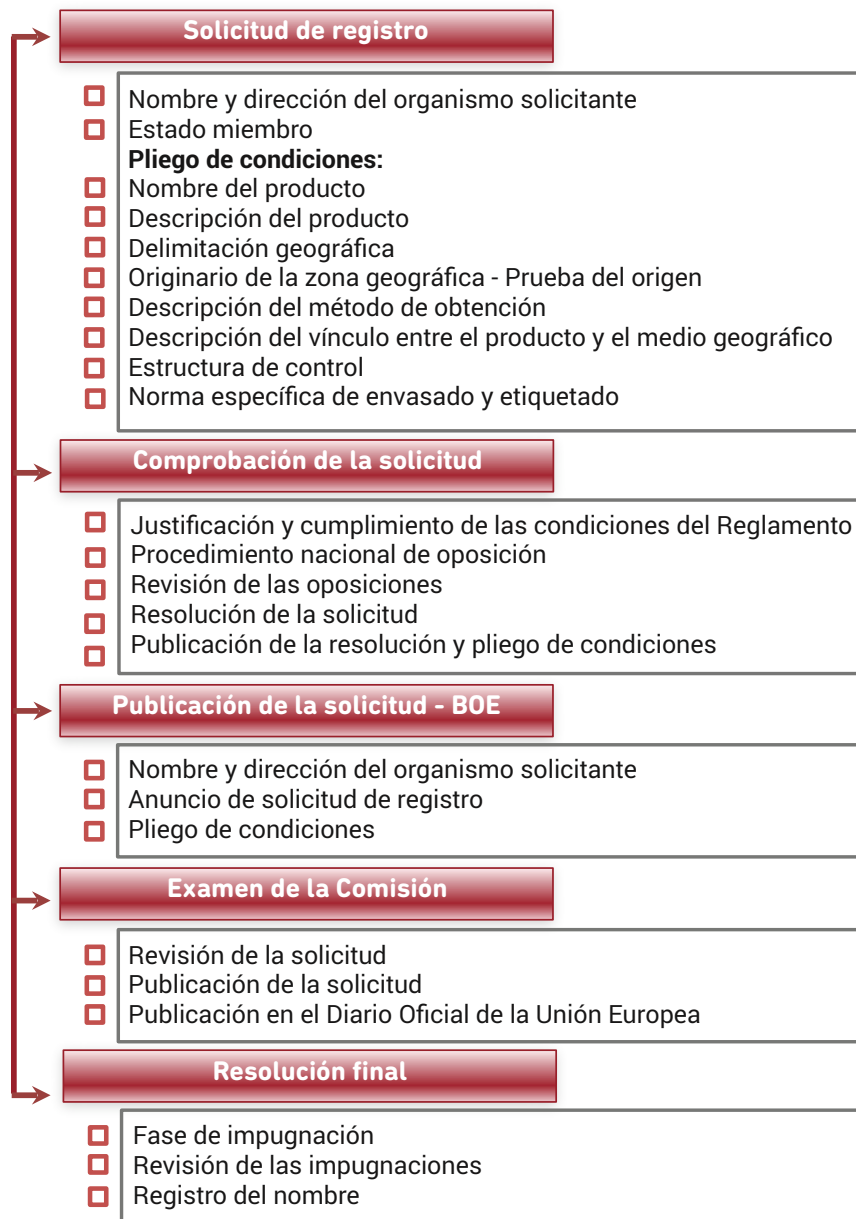 Solicitud de registro
Nombre y dirección del organismo solicitante
Estado miembro
Pliego de condiciones:
Nombre del producto
Descripción del producto
Delimitación geográfica
Originario de la zona geográfica - Prueba del origen
Descripción del método de obtención
Descripción del vínculo entre el producto y el medio geográfico
Estructura de control
Norma específica de envasado y etiquetado
Comprobación de la solicitud
Justificación y cumplimiento de las condiciones del Reglamento
Procedimiento nacional de oposición
Revisión de las oposiciones
Resolución de la solicitud
Publicación de la resolución y pliego de condiciones
Publicación de la solicitud - BOE
Nombre y dirección del organismo solicitante
Anuncio de solicitud de registro
Pliego de condiciones
Examen de la Comisión
Revisión de la solicitud
Publicación de la solicitud
Publicación en el Diario Oficial de la Unión Europea
Resolución final
Fase de impugnación
Revisión de las impugnaciones
Registro del nombre